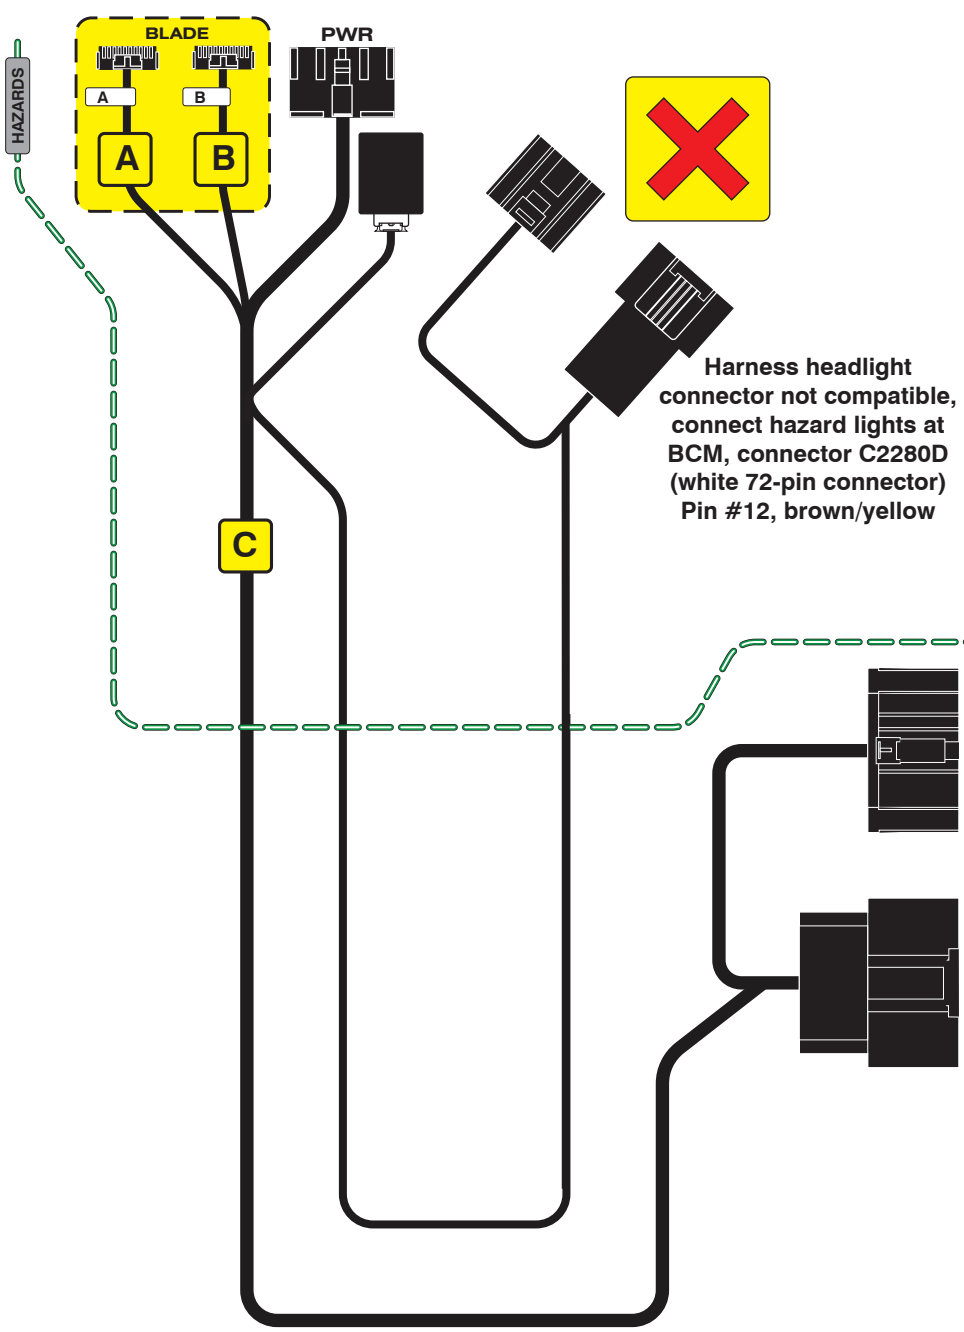 HAZARDS
BLADE
A
B
A
B
PWR
Harness headlight
connector not compatible,
connect hazard lights at
BCM, connector C2280D
(white 72-pin connector)
Pin #12, brown/yellow
C